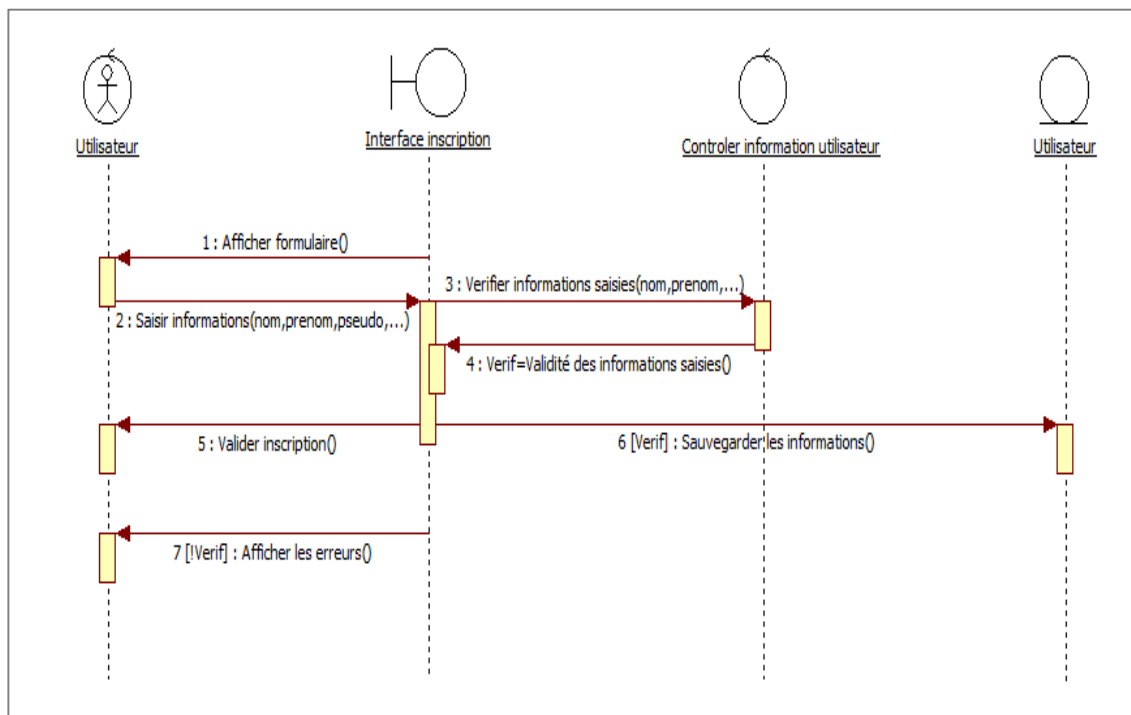 Utilisateur
Interface inscription
Controler information utilisateur
Utilisateur
1 : Afficher formulaire()
3 : Verifier informations saisies(nom,prenom,...)
2 : Saisir informations(nom,prenom,pseudo,...)
4 : Verif=Validité des informations saisies()
5 : Valider inscription()
6 [Verif] : Sauvegarder les informations()
7 [!Verif] : Afficher les erreurs()